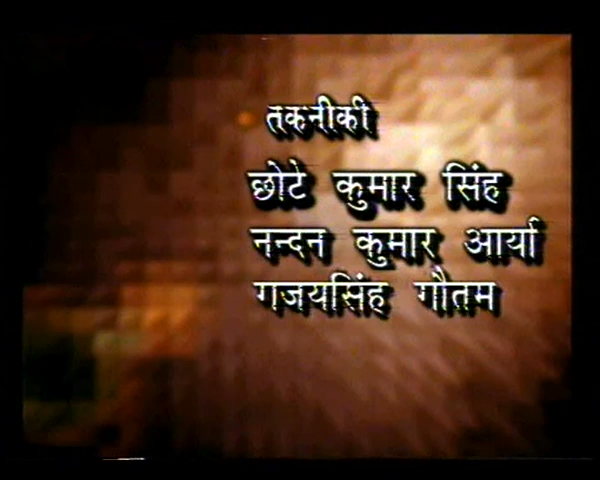 तकनीकी
छोटे कुमार सिंह
नन्दन कुमार आर्या
गजयसिंह गौतम